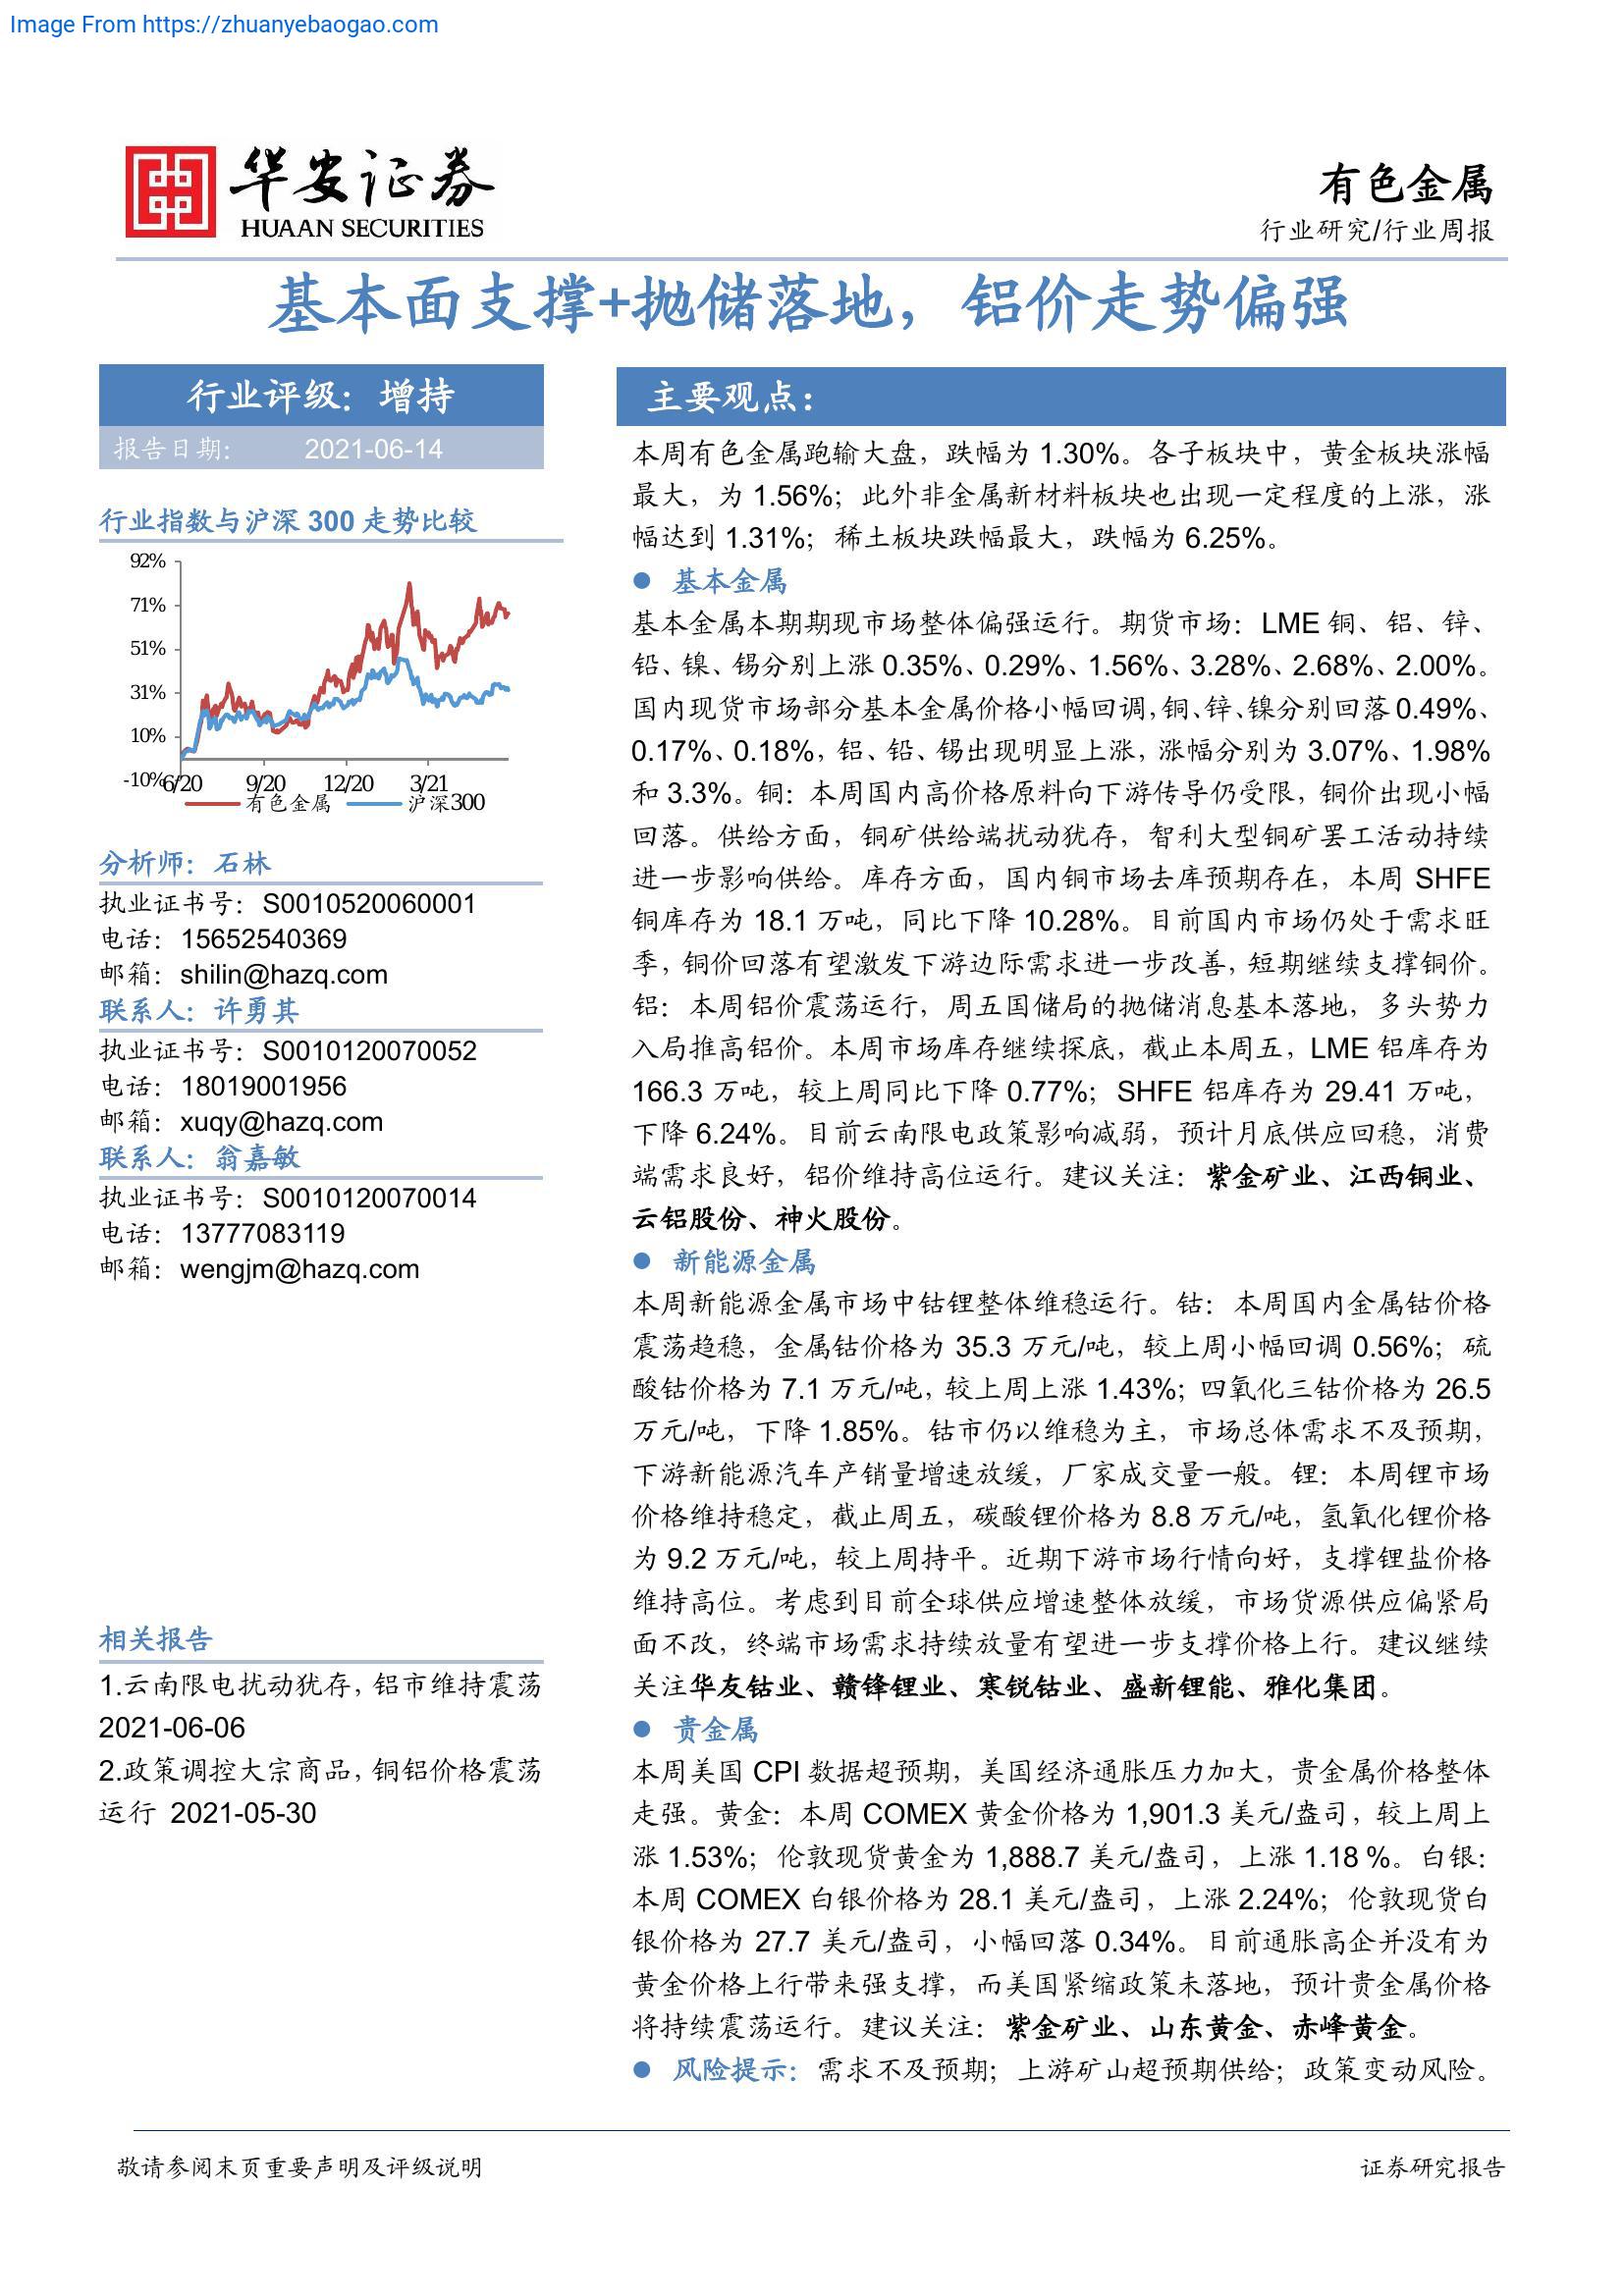 Image From https://zhuanyebaogao.com
华安证券
HUAAN SECURITIES
有色金属
行业研究/行业周报
基本面支撑+抛储落地，铝价走势偏强
行业评级：增持
报告日期： 2021-06-14
行业指数与沪深 300 走势比较
92%
71%
51%
31%
10%
-10%
6/20 9/20 12/20 3/21
有色金属 沪深300
分析师：石林
执业证书号：S0010520060001
电话：15652540369
邮箱：shilin@hazq.com
联系人：许勇其
执业证书号：S0010120070052
电话：18019001956
邮箱：xuqy@hazq.com
联系人：翁嘉敏
执业证书号：S0010120070014
电话：13777083119
邮箱：wengjm@hazq.com
相关报告
1.云南限电扰动犹存，铝市维持震荡
2021-06-06
2.政策调控大宗商品，铜铝价格震荡
运行 2021-05-30
主要观点：
本周有色金属跑输大盘，跌幅为 1.30%。各子板块中，黄金板块涨幅
最大，为 1.56%；此外非金属新材料板块也出现一定程度的上涨，涨
幅达到 1.31%；稀土板块跌幅最大，跌幅为 6.25%。
● 基本金属
基本金属本期期现市场整体偏强运行。期货市场：LME 铜、铝、锌、
铅、镍、锡分别上涨 0.35%、0.29%、1.56%、3.28%、2.68%、2.00%。
国内现货市场部分基本金属价格小幅回调，铜、锌、镍分别回落 0.49%、
0.17%、0.18%，铝、铅、锡出现明显上涨，涨幅分别为 3.07%、1.98%
和 3.3%。铜：本周国内高价格原料向下游传导仍受限，铜价出现小幅
回落。供给方面，铜矿供给端扰动犹存，智利大型铜矿罢工活动持续
进一步影响供给。库存方面，国内铜市场去库预期存在，本周 SHFE
铜库存为 18.1 万吨，同比下降 10.28%。目前国内市场仍处于需求旺
季，铜价回落有望激发下游边际需求进一步改善，短期继续支撑铜价。
铝：本周铝价震荡运行，周五国储局的抛储消息基本落地，多头势力
入局推高铝价。本周市场库存继续探底，截止本周五，LME 铝库存为
166.3 万吨，较上周同比下降 0.77%；SHFE 铝库存为 29.41 万吨，
下降 6.24%。目前云南限电政策影响减弱，预计月底供应回稳，消费
端需求良好，铝价维持高位运行。建议关注：紫金矿业、江西铜业、
云铝股份、神火股份。
● 新能源金属
本周新能源金属市场中钴锂整体维稳运行。钴：本周国内金属钴价格
震荡趋稳，金属钴价格为 35.3 万元/吨，较上周小幅回调 0.56%；硫
酸钴价格为 7.1 万元/吨，较上周上涨 1.43%；四氧化三钴价格为 26.5
万元/吨，下降 1.85%。钴市仍以维稳为主，市场总体需求不及预期，
下游新能源汽车产销量增速放缓，厂家成交量一般。锂：本周锂市场
价格维持稳定，截止周五，碳酸锂价格为 8.8 万元/吨，氢氧化锂价格
为 9.2 万元/吨，较上周持平。近期下游市场行情向好，支撑锂盐价格
维持高位。考虑到目前全球供应增速整体放缓，市场货源供应偏紧局
面不改，终端市场需求持续放量有望进一步支撑价格上行。建议继续
关注华友钴业、赣锋锂业、寒锐钴业、盛新锂能、雅化集团。
● 贵金属
本周美国 CPI 数据超预期，美国经济通胀压力加大，贵金属价格整体
走强。黄金：本周 COMEX 黄金价格为 1,901.3 美元/盎司，较上周上
涨 1.53%；伦敦现货黄金为 1,888.7 美元/盎司，上涨 1.18 %。白银：
本周 COMEX 白银价格为 28.1 美元/盎司，上涨 2.24%；伦敦现货白
银价格为 27.7 美元/盎司，小幅回落 0.34%。目前通胀高企并没有为
黄金价格上行带来强支撑，而美国紧缩政策未落地，预计贵金属价格
将持续震荡运行。建议关注：紫金矿业、山东黄金、赤峰黄金。
● 风险提示：需求不及预期；上游矿山超预期供给；政策变动风险。
敬请参阅末页重要声明及评级说明
证券研究报告